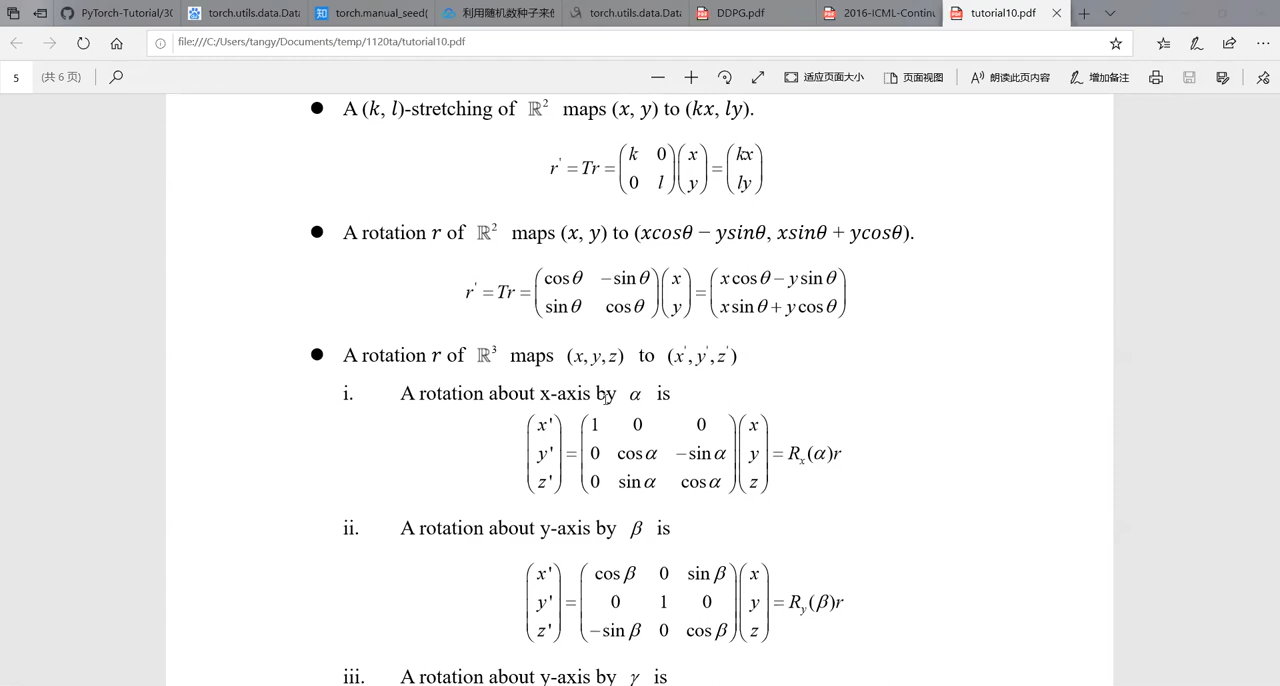 PyTorch-Tutorial/30 torch.utils.data.Data torch.manual_seed( 利用随机数种子来使 torch.utils.data.Data DDPG.pdf 2016-ICML-Continu tutorial10.pdf
file:///C:/Users/tangy/Documents/temp/1120ta/tutorial10.pdf
5 (共 6 页) 适应页面大小 页面视图 朗读此页内容 增加备注
● A (k, l)-stretching of ℝ² maps (x, y) to (kx, ly).
r' = Tr = (k 0; 0 l)(x; y) = (kx; ly)
● A rotation r of ℝ² maps (x, y) to (xcosθ − ysinθ, xsinθ + ycosθ).
r' = Tr = (cosθ −sinθ; sinθ cosθ)(x; y) = (xcosθ − ysinθ; xsinθ + ycosθ)
● A rotation r of ℝ³ maps (x, y, z) to (x', y', z')
i. A rotation about x-axis by α is
(x'; y'; z') = (1 0 0; 0 cosα −sinα; 0 sinα cosα)(x; y; z) = Rₓ(α)r
ii. A rotation about y-axis by β is
(x'; y'; z') = (cosβ 0 sinβ; 0 1 0; −sinβ 0 cosβ)(x; y; z) = R_y(β)r
iii. A rotation about y-axis by γ is